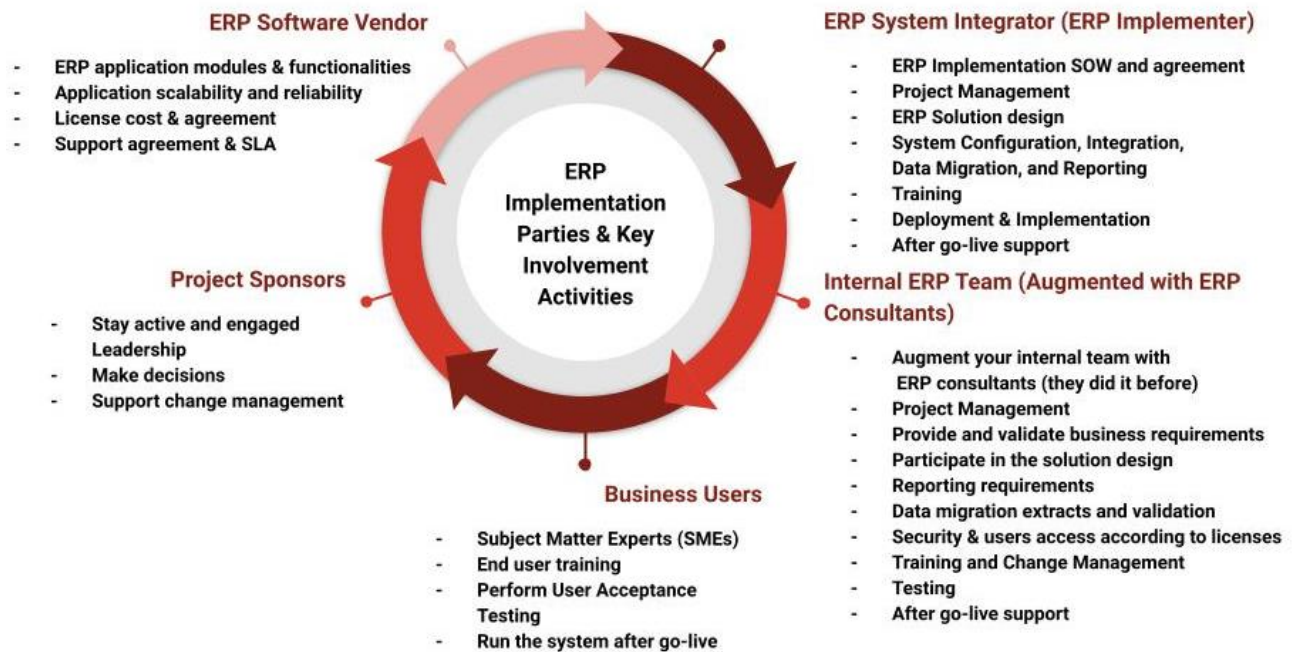 ERP Software Vendor
- ERP application modules & functionalities
- Application scalability and reliability
- License cost & agreement
- Support agreement & SLA
ERP System Integrator (ERP Implementer)
- ERP Implementation SOW and agreement
- Project Management
- ERP Solution design
- System Configuration, Integration,
Data Migration, and Reporting
- Training
- Deployment & Implementation
- After go-live support
ERP
Implementation
Parties & Key
Involvement
Activities
Project Sponsors
- Stay active and engaged
Leadership
- Make decisions
- Support change management
Internal ERP Team (Augmented with ERP
Consultants)
- Augment your internal team with
ERP consultants (they did it before)
- Project Management
- Provide and validate business requirements
- Participate in the solution design
- Reporting requirements
- Data migration extracts and validation
- Security & users access according to licenses
- Training and Change Management
- Testing
- After go-live support
Business Users
- Subject Matter Experts (SMEs)
- End user training
- Perform User Acceptance
Testing
- Run the system after go-live